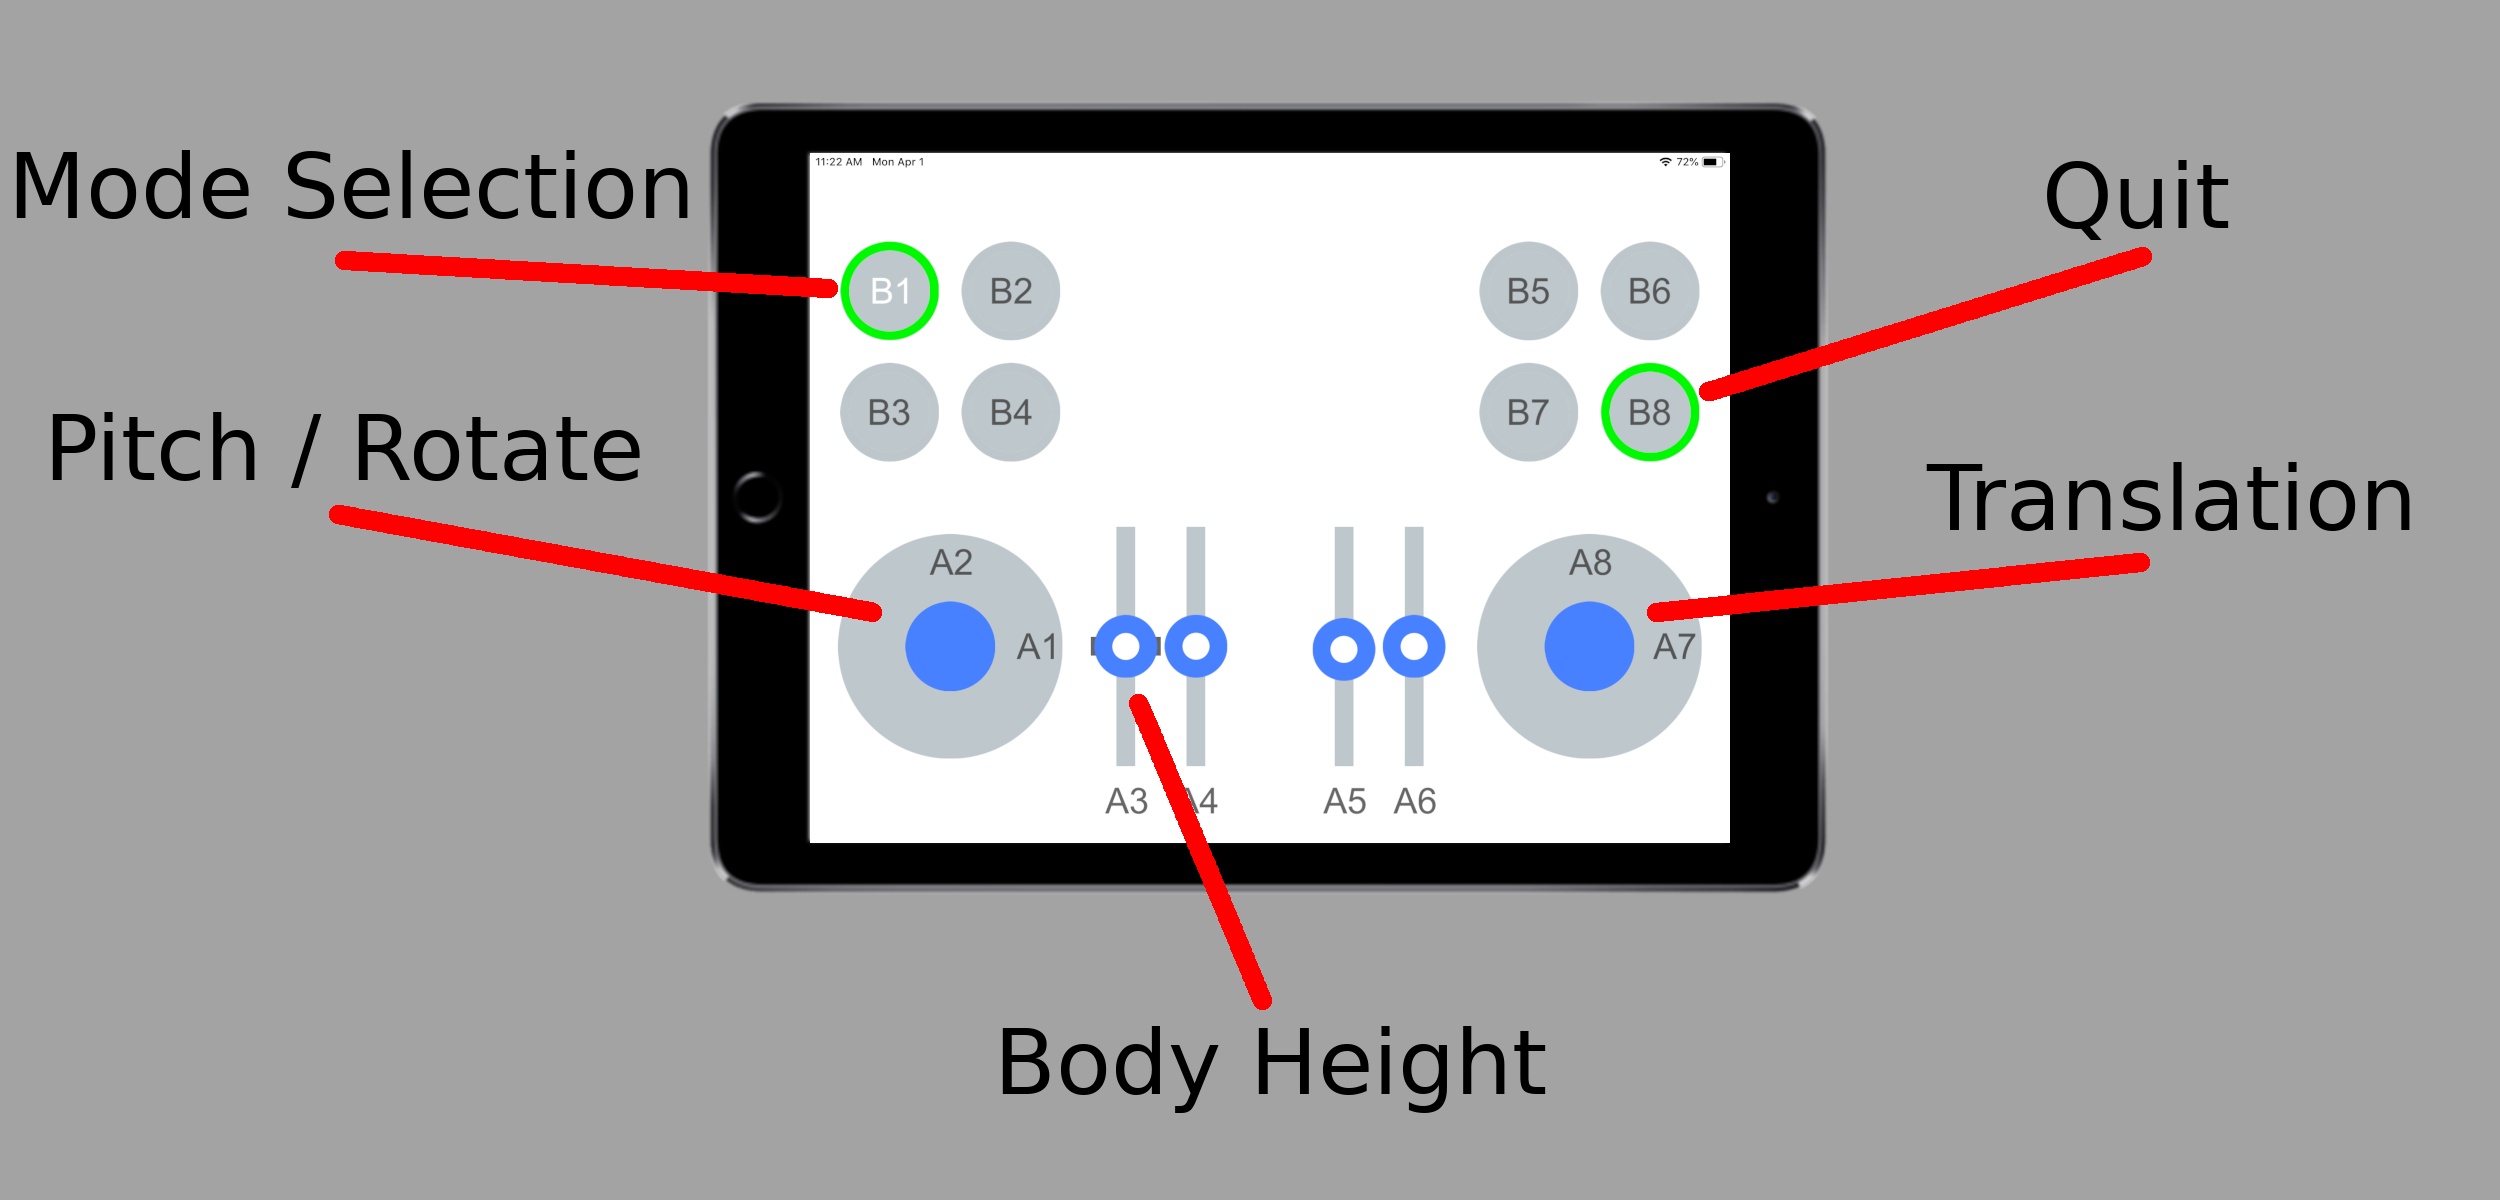 11:22 AM Mon Apr 1
72%
Mode Selection
Quit
B1 B2 B5 B6
B3 B4 B7 B8
Pitch / Rotate
Translation
A2
A8
A1
A7
A3 A4 A5 A6
Body Height